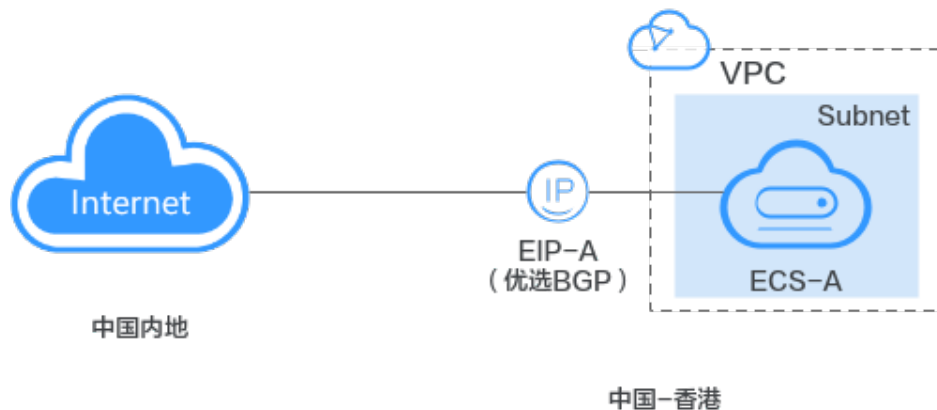 VPC
Subnet
Internet
IP
EIP-A
（优选BGP）
ECS-A
中国内地
中国-香港